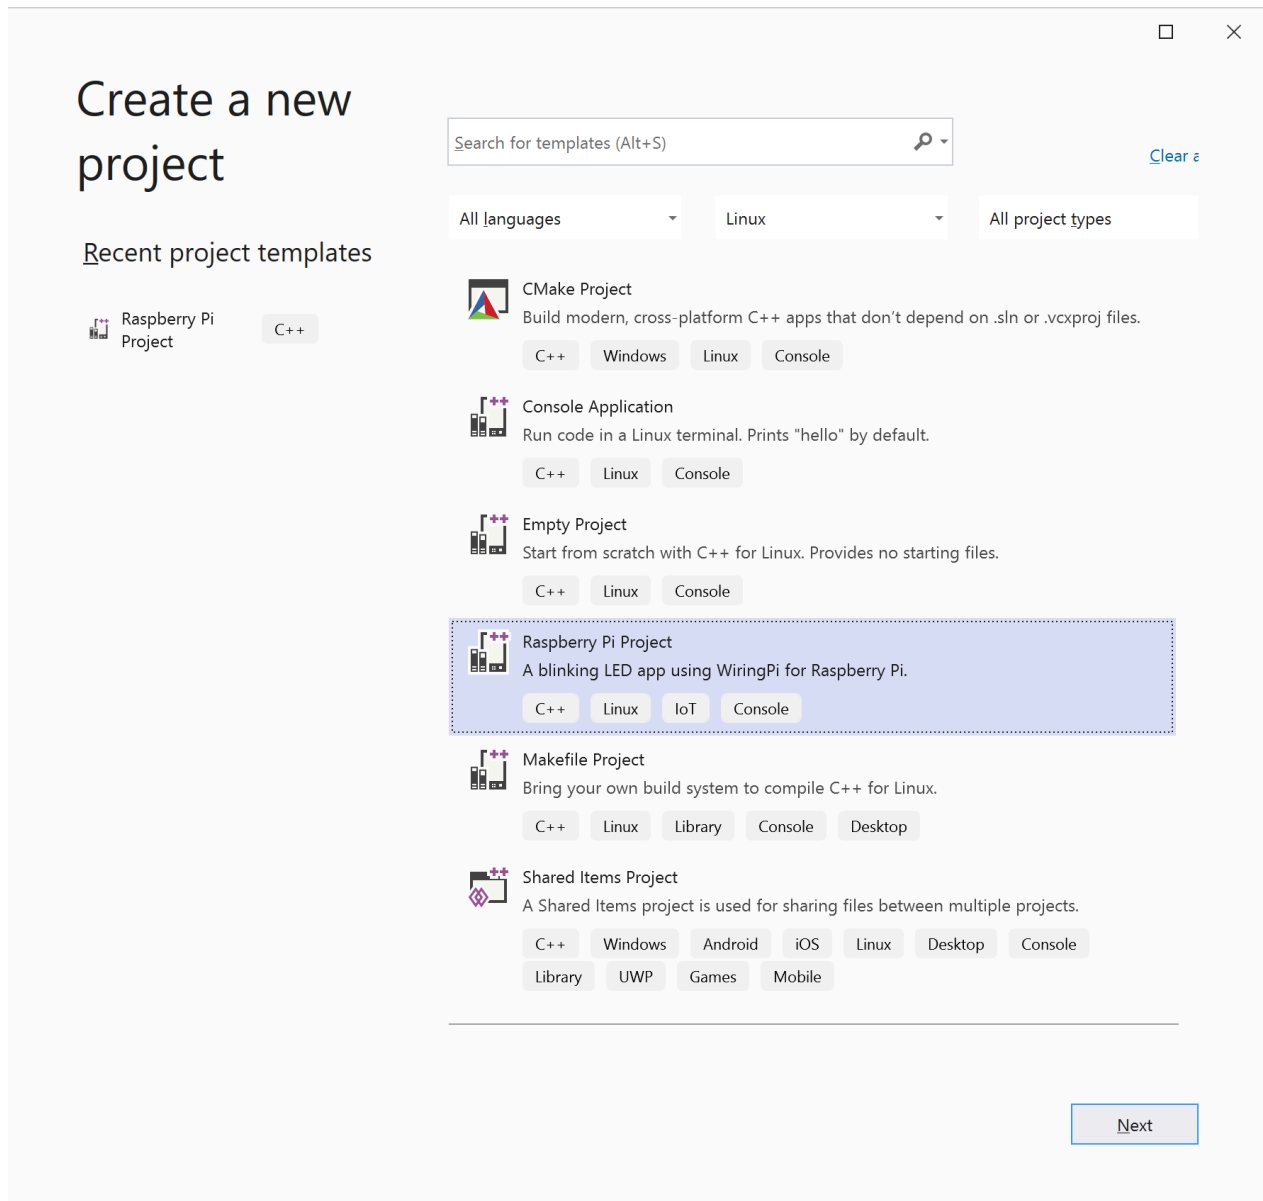 Create a new
project
Search for templates (Alt+S)
Clear a
All languages
Linux
All project types
Recent project templates
Raspberry Pi
Project
C++
CMake Project
Build modern, cross-platform C++ apps that don't depend on .sln or .vcxproj files.
C++ Windows Linux Console
Console Application
Run code in a Linux terminal. Prints "hello" by default.
C++ Linux Console
Empty Project
Start from scratch with C++ for Linux. Provides no starting files.
C++ Linux Console
Raspberry Pi Project
A blinking LED app using WiringPi for Raspberry Pi.
C++ Linux IoT Console
Makefile Project
Bring your own build system to compile C++ for Linux.
C++ Linux Library Console Desktop
Shared Items Project
A Shared Items project is used for sharing files between multiple projects.
C++ Windows Android iOS Linux Desktop Console
Library UWP Games Mobile
Next